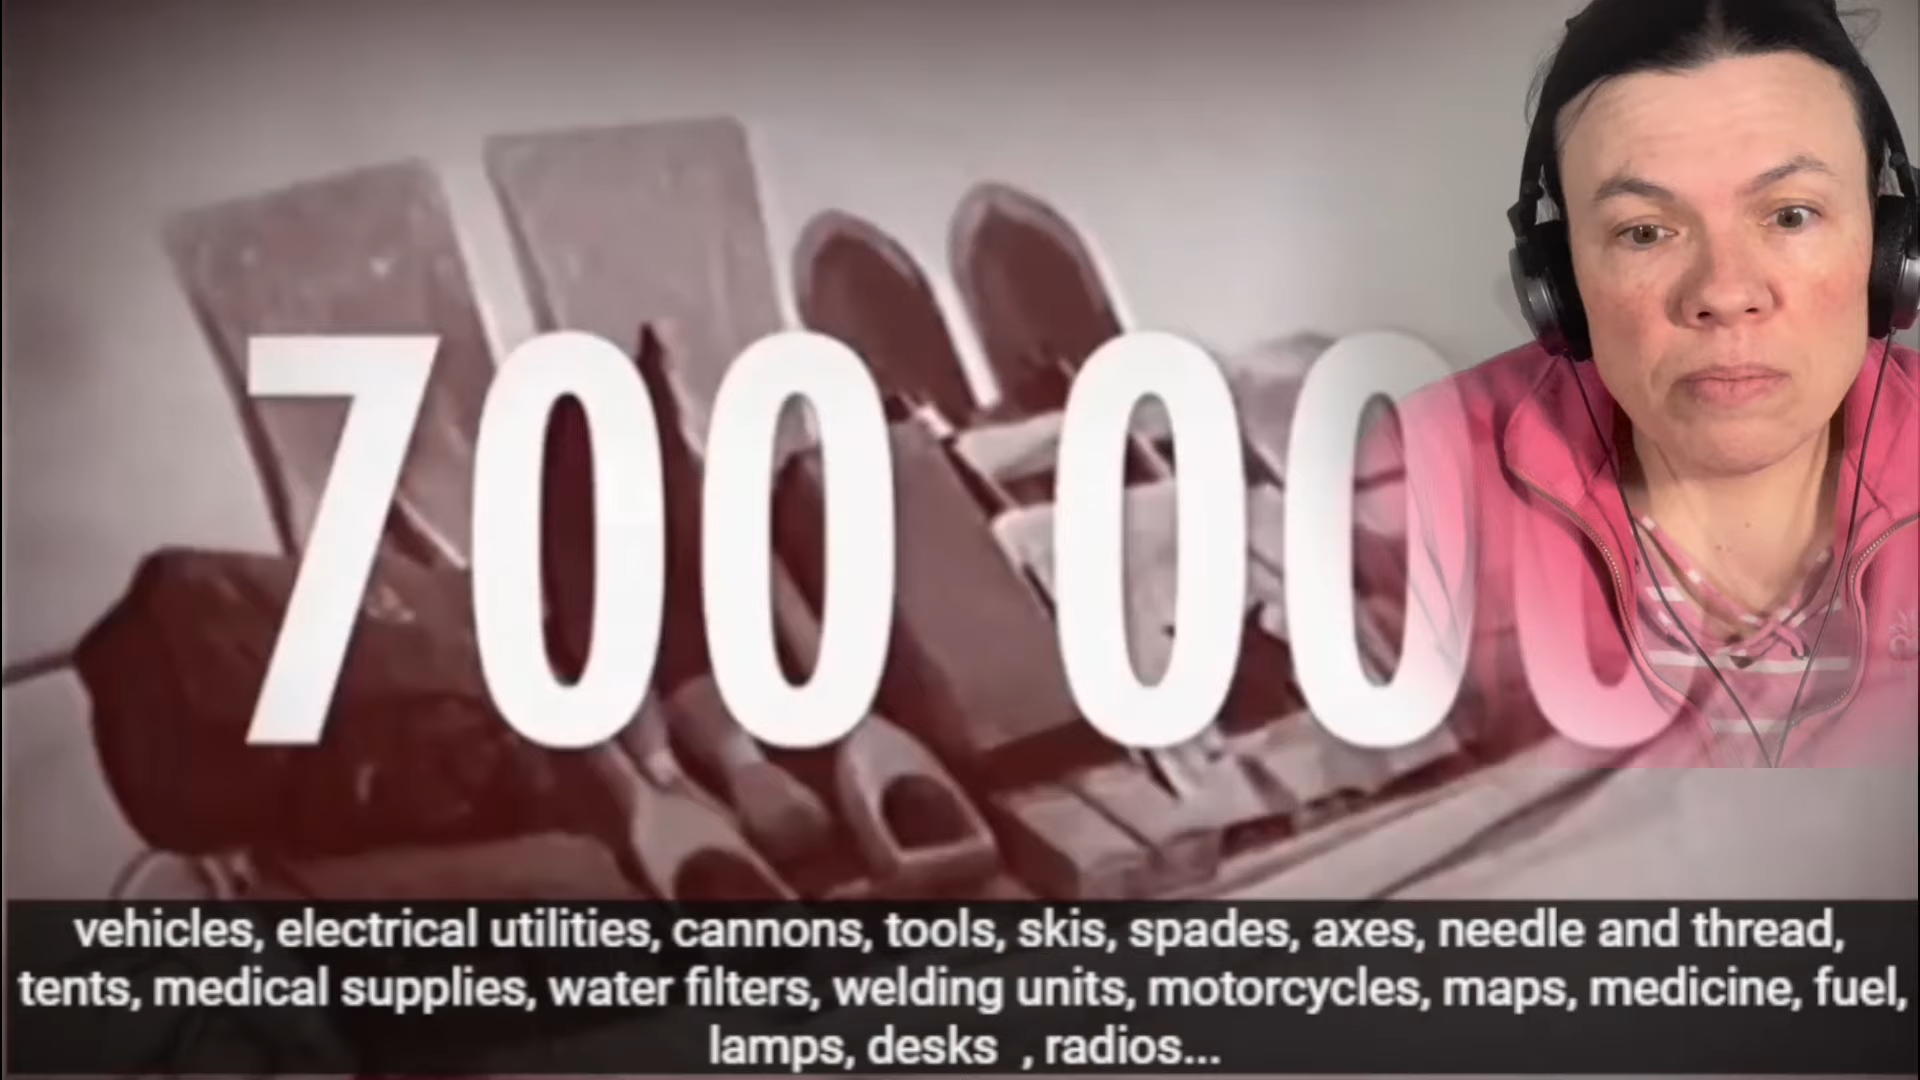 700 000
vehicles, electrical utilities, cannons, tools, skis, spades, axes, needle and thread,
tents, medical supplies, water filters, welding units, motorcycles, maps, medicine, fuel,
lamps, desks , radios...